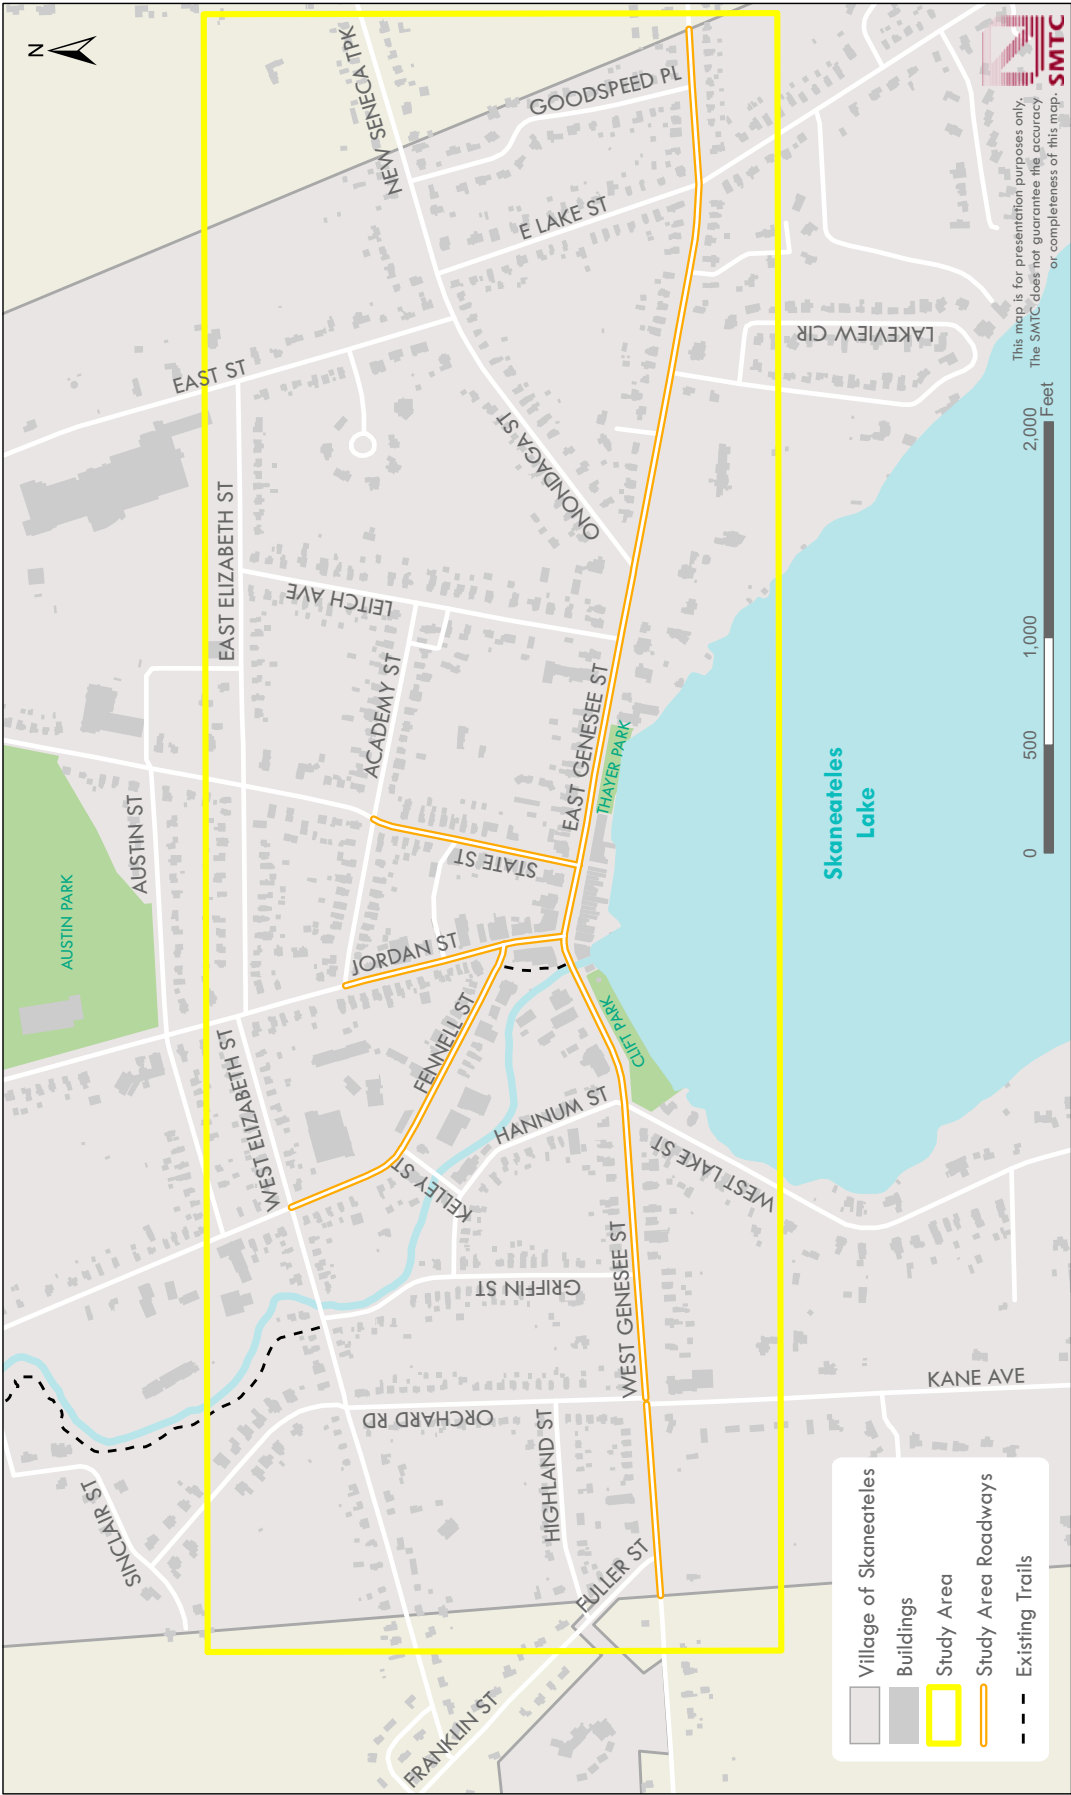 N
NEW SENECA TPK
GOODSPEED PL
E LAKE ST
EAST ST
LAKEVIEW CIR
ONONDAGA ST
EAST ELIZABETH ST
LEITCH AVE
ACADEMY ST
EAST GENESEE ST
THAYER PARK
AUSTIN ST
STATE ST
AUSTIN PARK
JORDAN ST
FENNELL ST
CLIFT PARK
WEST ELIZABETH ST
HANNUM ST
KELLEY ST
WEST LAKE ST
GRIFFIN ST
WEST GENESEE ST
ORCHARD RD
KANE AVE
HIGHLAND ST
SINCLAIR ST
FULLER ST
FRANKLIN ST
Skaneateles
Lake
Village of Skaneateles
Buildings
Study Area
Study Area Roadways
Existing Trails
0 500 1,000 2,000
Feet
This map is for presentation purposes only.
The SMTC does not guarantee the accuracy
or completeness of this map.
SMTC